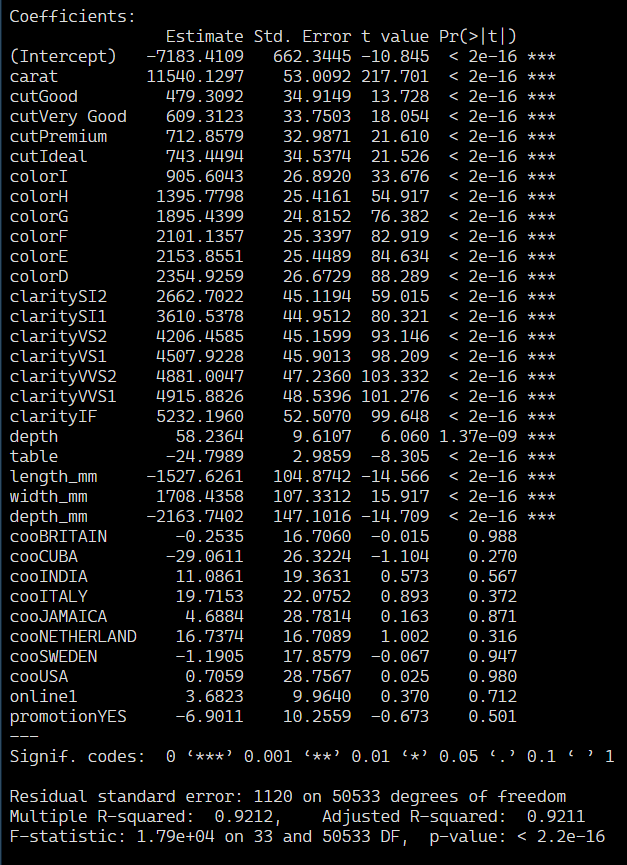 Coefficients:
Estimate Std. Error t value Pr(>|t|)
(Intercept) -7183.4109 662.3445 -10.845 < 2e-16 ***
carat 11540.1297 53.0092 217.701 < 2e-16 ***
cutGood 479.3092 34.9149 13.728 < 2e-16 ***
cutVery Good 609.3123 33.7503 18.054 < 2e-16 ***
cutPremium 712.8579 32.9871 21.610 < 2e-16 ***
cutIdeal 743.4494 34.5374 21.526 < 2e-16 ***
colorI 905.6043 26.8920 33.676 < 2e-16 ***
colorH 1395.7798 25.4161 54.917 < 2e-16 ***
colorG 1895.4399 24.8152 76.382 < 2e-16 ***
colorF 2101.1357 25.3397 82.919 < 2e-16 ***
colorE 2153.8551 25.4489 84.634 < 2e-16 ***
colorD 2354.9259 26.6729 88.289 < 2e-16 ***
claritySI2 2662.7022 45.1194 59.015 < 2e-16 ***
claritySI1 3610.5378 44.9512 80.321 < 2e-16 ***
clarityVS2 4206.4585 45.1599 93.146 < 2e-16 ***
clarityVS1 4507.9228 45.9013 98.209 < 2e-16 ***
clarityVVS2 4881.0047 47.2360 103.332 < 2e-16 ***
clarityVVS1 4915.8826 48.5396 101.276 < 2e-16 ***
clarityIF 5232.1960 52.5070 99.648 < 2e-16 ***
depth 58.2364 9.6107 6.060 1.37e-09 ***
table -24.7989 2.9859 -8.305 < 2e-16 ***
length_mm -1527.6261 104.8742 -14.566 < 2e-16 ***
width_mm 1708.4358 107.3312 15.917 < 2e-16 ***
depth_mm -2163.7402 147.1016 -14.709 < 2e-16 ***
cooBRITAIN -0.2535 16.7060 -0.015 0.988
cooCUBA -29.0611 26.3224 -1.104 0.270
cooINDIA 11.0861 19.3631 0.573 0.567
cooITALY 19.7153 22.0752 0.893 0.372
cooJAMAICA 4.6884 28.7814 0.163 0.871
cooNETHERLAND 16.7374 16.7089 1.002 0.316
cooSWEDEN -1.1905 17.8579 -0.067 0.947
cooUSA 0.7059 28.7567 0.025 0.980
online1 3.6823 9.9640 0.370 0.712
promotionYES -6.9011 10.2559 -0.673 0.501
---
Signif. codes: 0 ‘***’ 0.001 ‘**’ 0.01 ‘*’ 0.05 ‘.’ 0.1 ‘ ’ 1
Residual standard error: 1120 on 50533 degrees of freedom
Multiple R-squared: 0.9212, Adjusted R-squared: 0.9211
F-statistic: 1.79e+04 on 33 and 50533 DF, p-value: < 2.2e-16